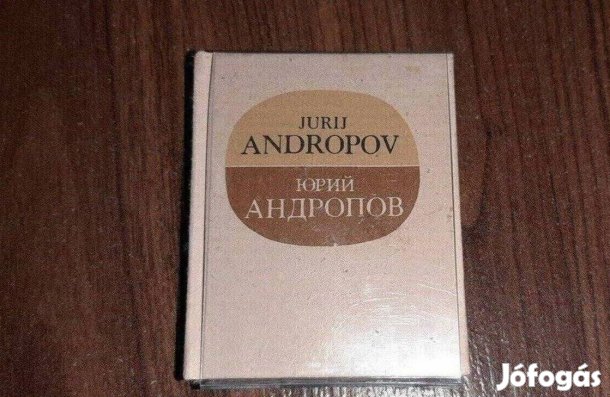 JURIJ
ANDROPOV
ЮРИЙ
АНДРОПОВ
Jófogás